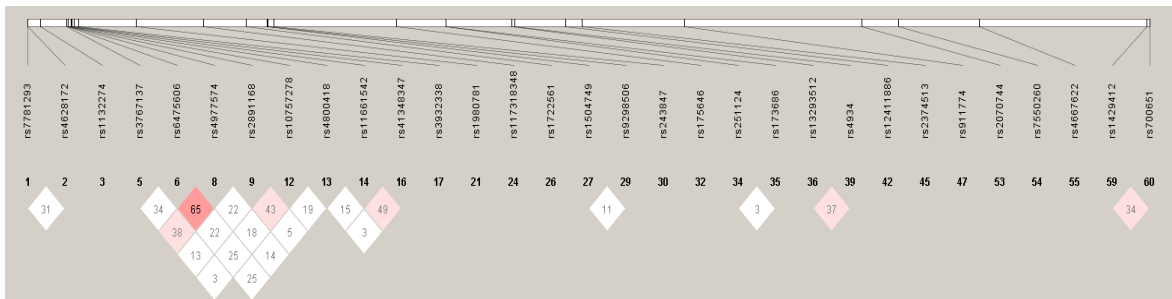 rs7781293
rs4628172
rs1132274
rs3767137
rs6475606
rs4977574
rs2891168
rs10757278
rs4800418
rs11661542
rs41348347
rs3932338
rs1980781
rs117318348
rs1722561
rs1504749
rs9298506
rs243847
rs175646
rs251124
rs173686
rs13293512
rs4934
rs12411886
rs2374513
rs911774
rs2070744
rs7550260
rs4667622
rs1429412
rs700651
1 2 3 5 6 8 9 12 13 14 16 17 21 24 26 27 29 30 32 34 35 36 39 42 45 47 53 54 55 59 60
31 34 65 22 43 19 15 49 11 3 37 34
38 22 18 5 3
13 25 14
3 25